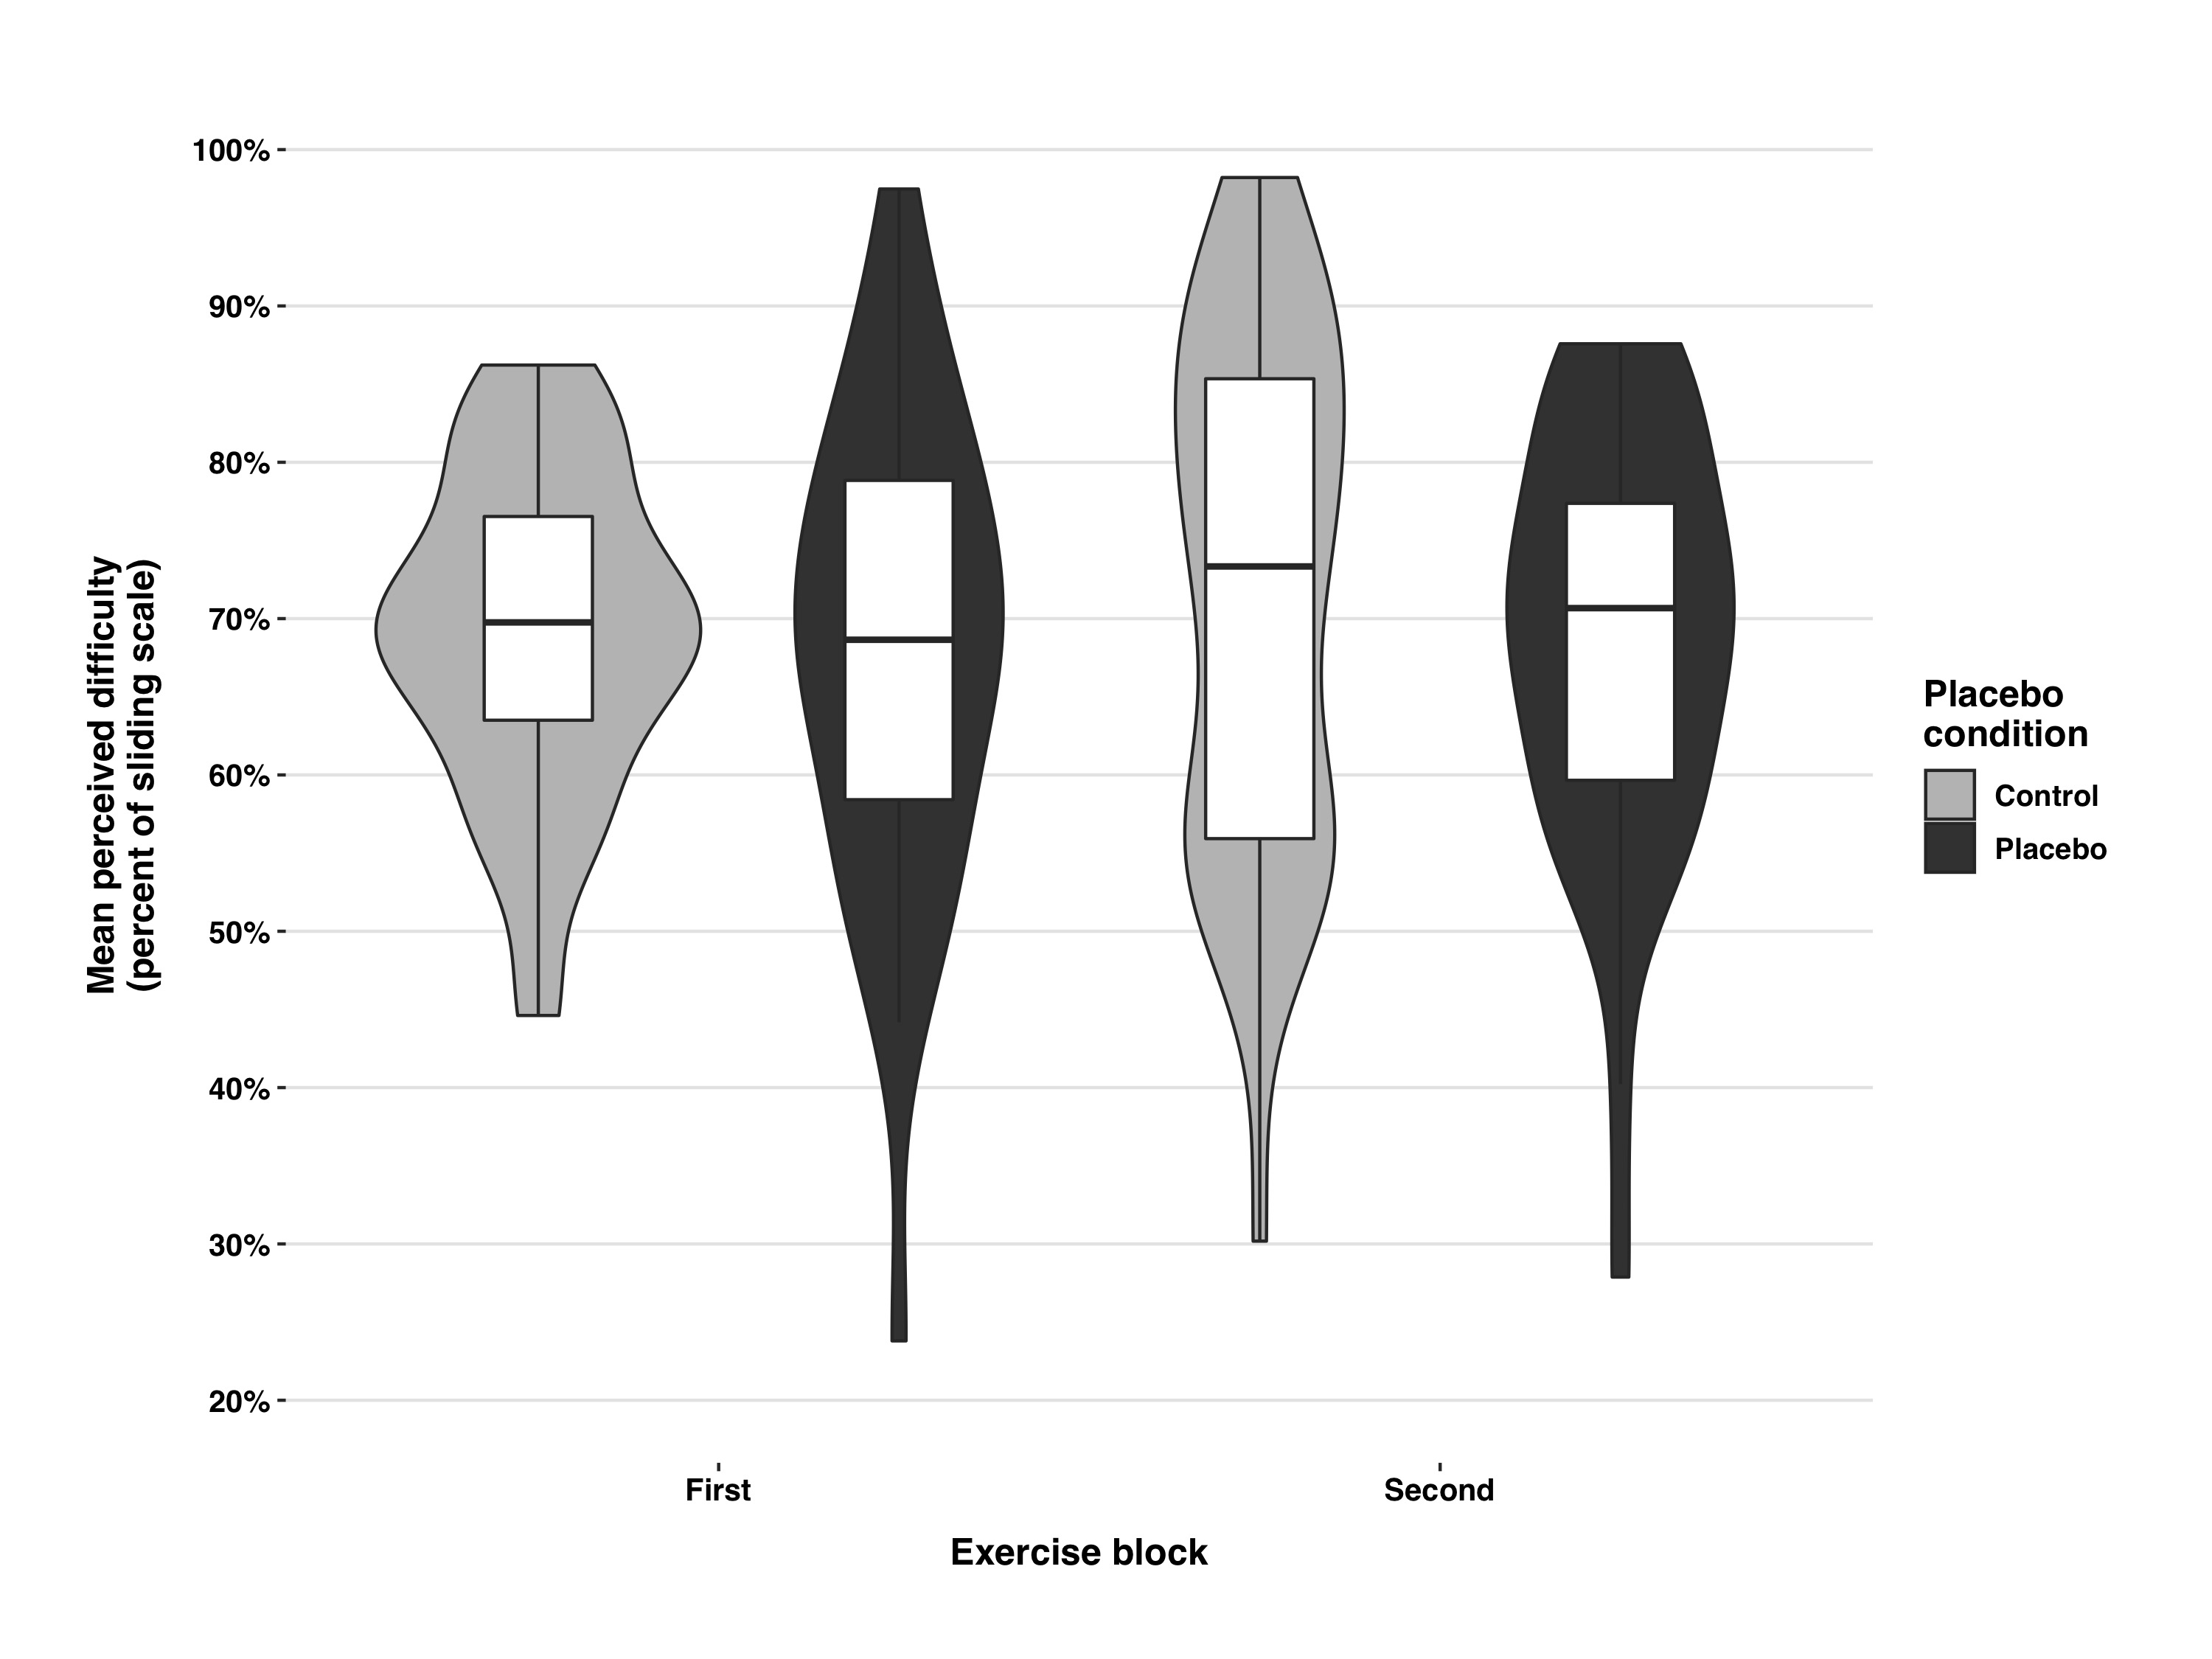 Mean perceived difficulty
(percent of sliding scale)
100%
90%
80%
70%
60%
50%
40%
30%
20%
First
Second
Exercise block
Placebo
condition
Control
Placebo